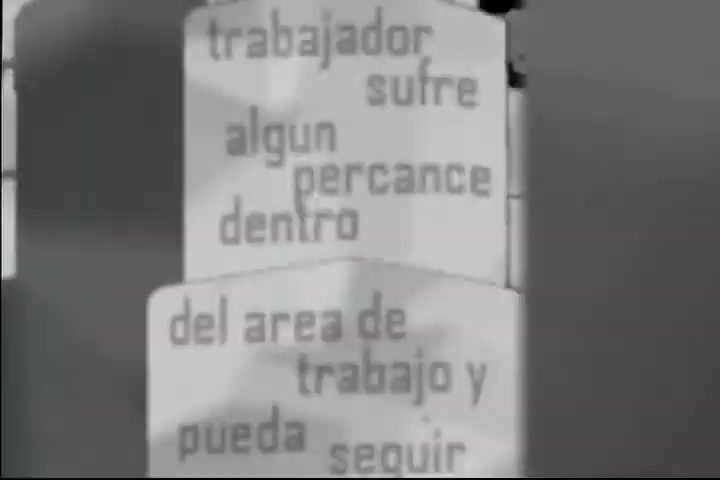 trabajador
sufre
algun
percance
dentro
del area de
trabajo y
pueda
seguir